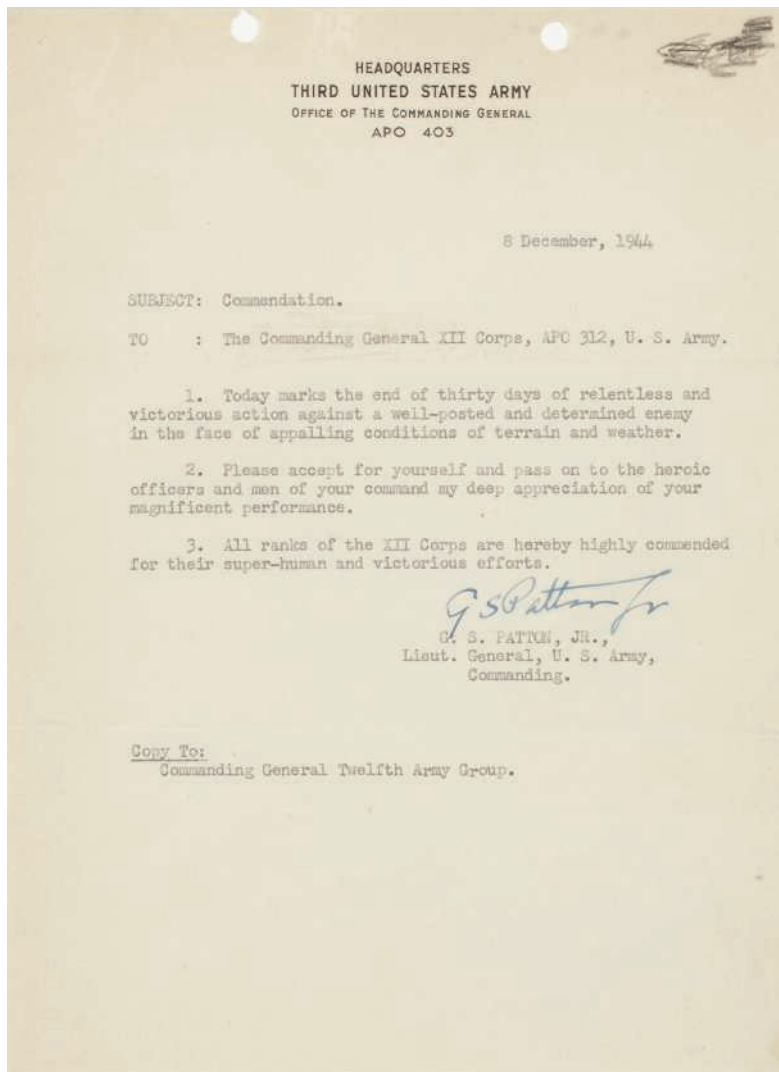 HEADQUARTERS
THIRD UNITED STATES ARMY
OFFICE OF THE COMMANDING GENERAL
APO 403
8 December, 1944
SUBJECT: Commendation.
TO : The Commanding General XII Corps, APO 312, U. S. Army.
1. Today marks the end of thirty days of relentless and
victorious action against a well-posted and determined enemy
in the face of appalling conditions of terrain and weather.
2. Please accept for yourself and pass on to the heroic
officers and men of your command my deep appreciation of your
magnificent performance.
3. All ranks of the XII Corps are hereby highly commended
for their super-human and victorious efforts.
G S Patton Jr
G. S. PATTON, JR.,
Lieut. General, U. S. Army,
Commanding.
Copy To:
Commanding General Twelfth Army Group.